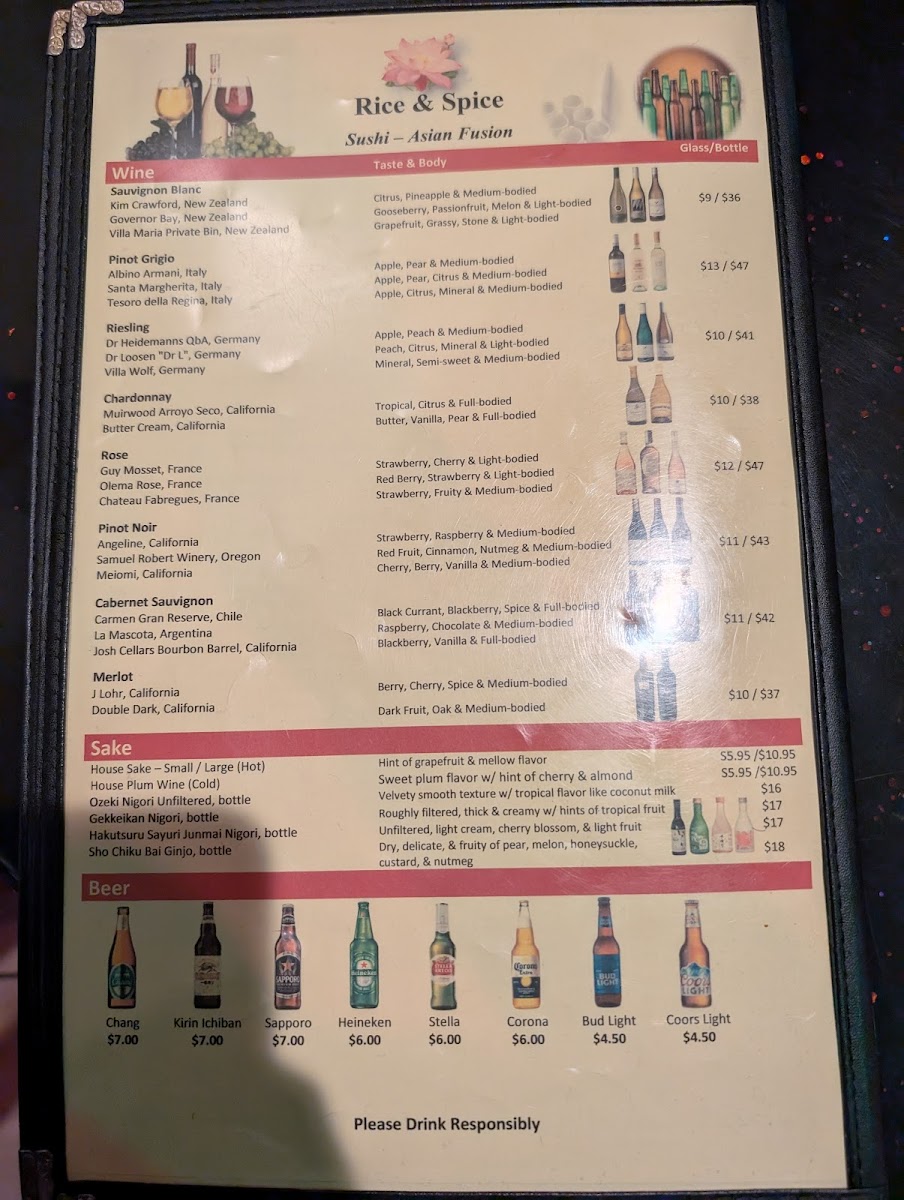 Rice & Spice
Sushi – Asian Fusion
Glass/Bottle
Wine Taste & Body
Sauvignon Blanc
Kim Crawford, New Zealand Citrus, Pineapple & Medium-bodied
Governor Bay, New Zealand Gooseberry, Passionfruit, Melon & Light-bodied $9 / $36
Villa Maria Private Bin, New Zealand Grapefruit, Grassy, Stone & Light-bodied
Pinot Grigio
Albino Armani, Italy Apple, Pear & Medium-bodied
Santa Margherita, Italy Apple, Pear, Citrus & Medium-bodied $13 / $47
Tesoro della Regina, Italy Apple, Citrus, Mineral & Medium-bodied
Riesling
Dr Heidemanns QbA, Germany Apple, Peach & Medium-bodied
Dr Loosen "Dr L", Germany Peach, Citrus, Mineral & Light-bodied $10 / $41
Villa Wolf, Germany Mineral, Semi-sweet & Medium-bodied
Chardonnay
Muirwood Arroyo Seco, California Tropical, Citrus & Full-bodied $10 / $38
Butter Cream, California Butter, Vanilla, Pear & Full-bodied
Rose
Guy Mosset, France Strawberry, Cherry & Light-bodied
Olema Rose, France Red Berry, Strawberry & Light-bodied $12 / $47
Chateau Fabregues, France Strawberry, Fruity & Medium-bodied
Pinot Noir
Angeline, California Strawberry, Raspberry & Medium-bodied
Samuel Robert Winery, Oregon Red Fruit, Cinnamon, Nutmeg & Medium-bodied $11 / $43
Meiomi, California Cherry, Berry, Vanilla & Medium-bodied
Cabernet Sauvignon
Carmen Gran Reserve, Chile Black Currant, Blackberry, Spice & Full-bodied
La Mascota, Argentina Raspberry, Chocolate & Medium-bodied $11 / $42
Josh Cellars Bourbon Barrel, California Blackberry, Vanilla & Full-bodied
Merlot
J Lohr, California Berry, Cherry, Spice & Medium-bodied $10 / $37
Double Dark, California Dark Fruit, Oak & Medium-bodied
Sake
House Sake – Small / Large (Hot) Hint of grapefruit & mellow flavor S5.95 /$10.95
House Plum Wine (Cold) Sweet plum flavor w/ hint of cherry & almond S5.95 /$10.95
Ozeki Nigori Unfiltered, bottle Velvety smooth texture w/ tropical flavor like coconut milk $16
Gekkeikan Nigori, bottle Roughly filtered, thick & creamy w/ hints of tropical fruit $17
Hakutsuru Sayuri Junmai Nigori, bottle Unfiltered, light cream, cherry blossom, & light fruit $17
Sho Chiku Bai Ginjo, bottle Dry, delicate, & fruity of pear, melon, honeysuckle, $18
custard, & nutmeg
Beer
SAPPORO Heineken Corona Extra BUD LIGHT Coors LIGHT
Chang Kirin Ichiban Sapporo Heineken Stella Corona Bud Light Coors Light
$7.00 $7.00 $7.00 $6.00 $6.00 $6.00 $4.50 $4.50
Please Drink Responsibly